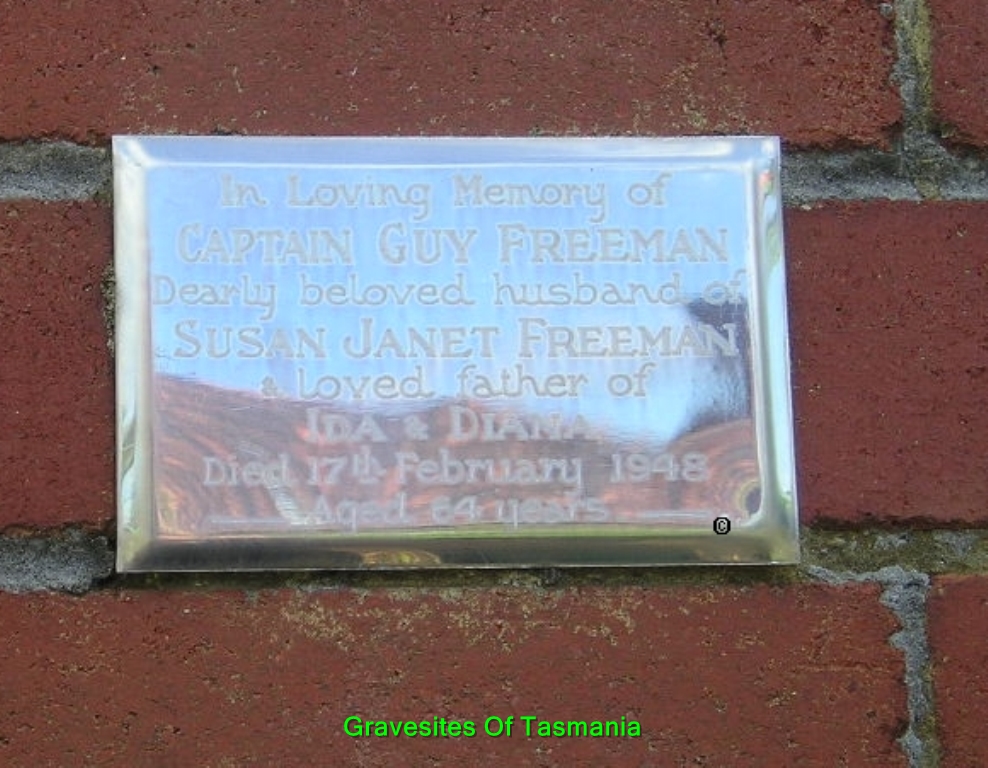 In Loving Memory of
CAPTAIN GUY FREEMAN
Dearly beloved husband of
SUSAN JANET FREEMAN
& loved father of
IDA & DIANA
Died 17th February 1948
Aged 64 years
©
Gravesites Of Tasmania